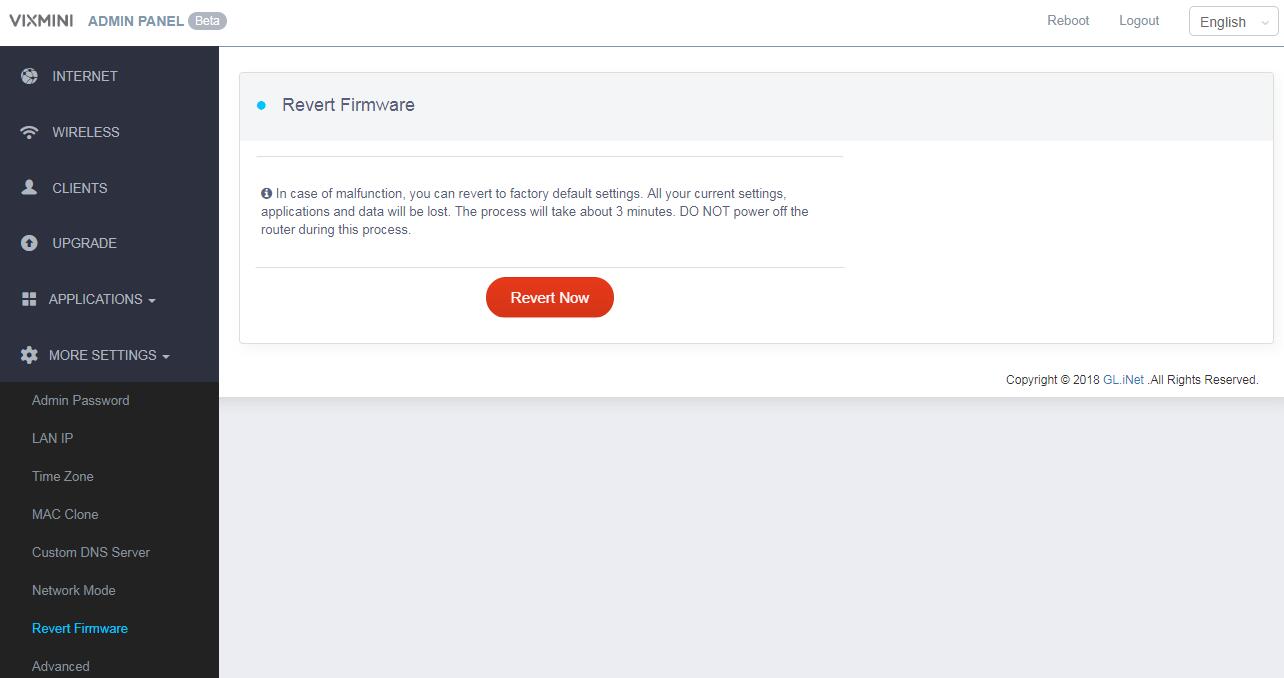 VIXMINI ADMIN PANEL Beta
Reboot Logout English
INTERNET
WIRELESS
CLIENTS
UPGRADE
APPLICATIONS
MORE SETTINGS
Admin Password
LAN IP
Time Zone
MAC Clone
Custom DNS Server
Network Mode
Revert Firmware
Advanced
Revert Firmware
In case of malfunction, you can revert to factory default settings. All your current settings,
applications and data will be lost. The process will take about 3 minutes. DO NOT power off the
router during this process.
Revert Now
Copyright © 2018 GL.iNet .All Rights Reserved.